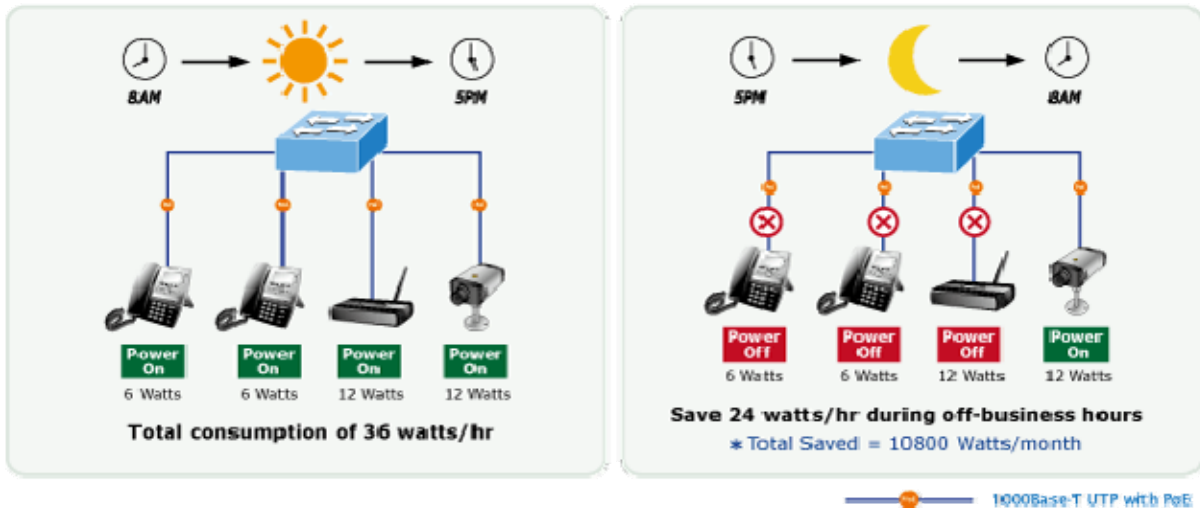 8AM
5PM
Power
On
6 Watts
Power
On
6 Watts
Power
On
12 Watts
Power
On
12 Watts
Total consumption of 36 watts/hr
5PM
8AM
Power
Off
6 Watts
Power
Off
6 Watts
Power
Off
12 Watts
Power
On
12 Watts
Save 24 watts/hr during off-business hours
* Total Saved = 10800 Watts/month
1000Base-T UTP with PoE